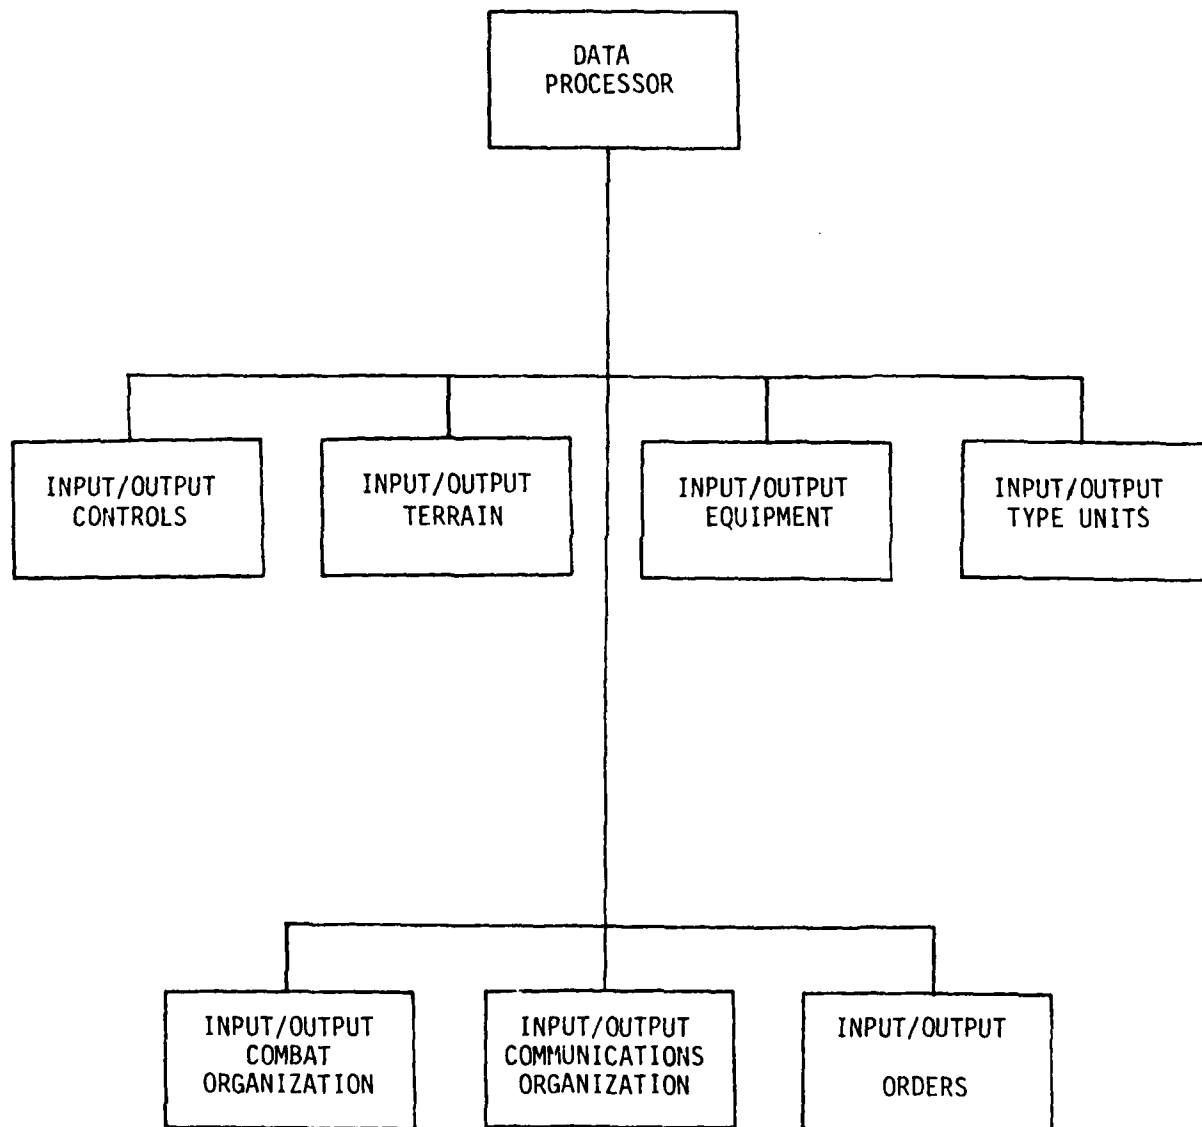 DATA
PROCESSOR
INPUT/OUTPUT
CONTROLS
INPUT/OUTPUT
TERRAIN
INPUT/OUTPUT
EQUIPMENT
INPUT/OUTPUT
TYPE UNITS
INPUT/OUTPUT
COMBAT
ORGANIZATION
INPUT/OUTPUT
COMMUNICATIONS
ORGANIZATION
INPUT/OUTPUT
ORDERS